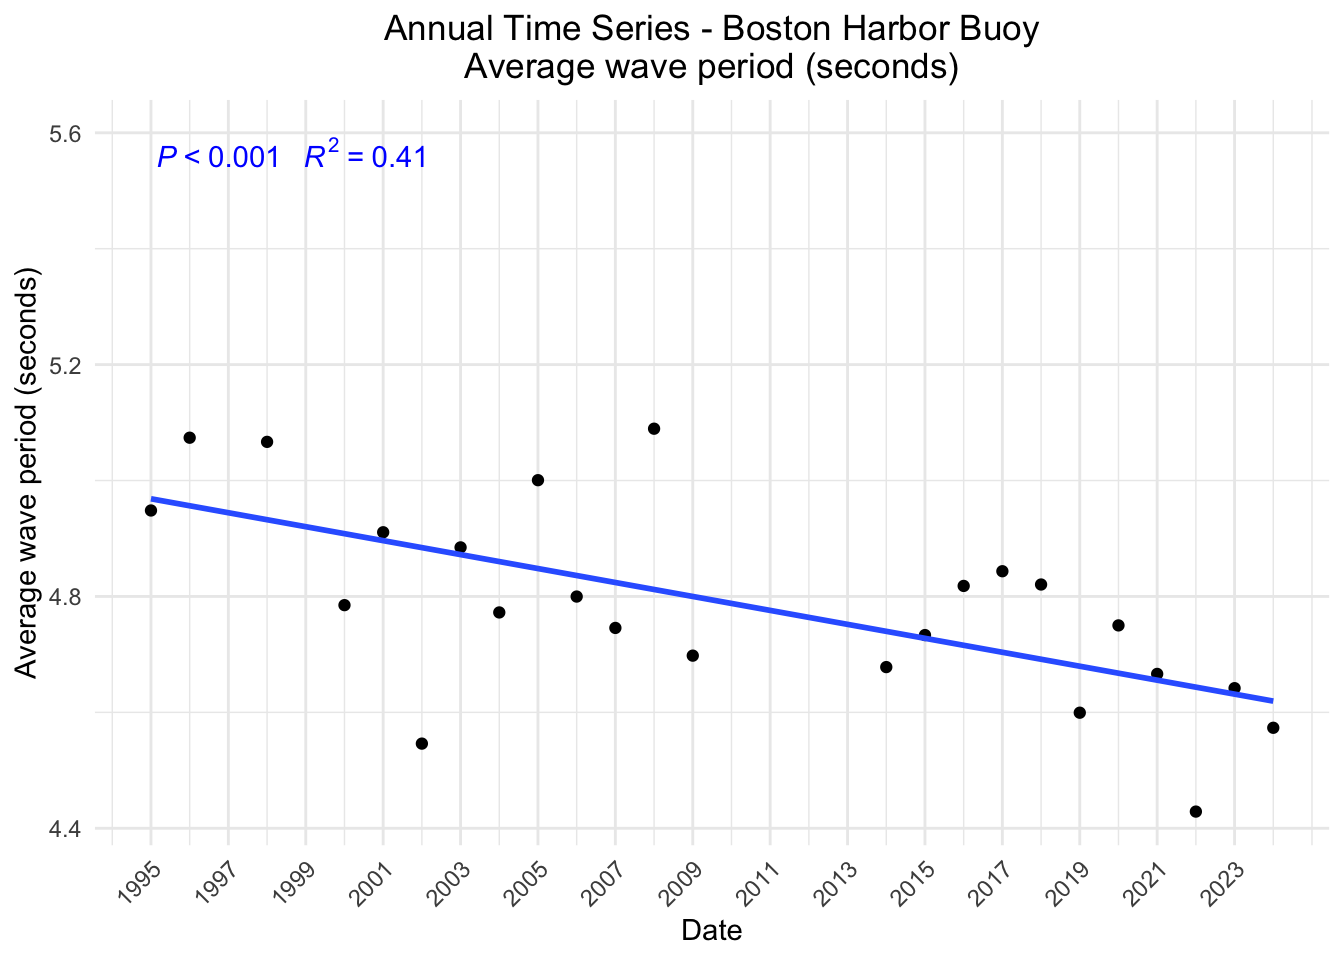 Annual Time Series - Boston Harbor Buoy
Average wave period (seconds)
P < 0.001 R² = 0.41
Average wave period (seconds)
5.6
5.2
4.8
4.4
1995 1997 1999 2001 2003 2005 2007 2009 2011 2013 2015 2017 2019 2021 2023
Date